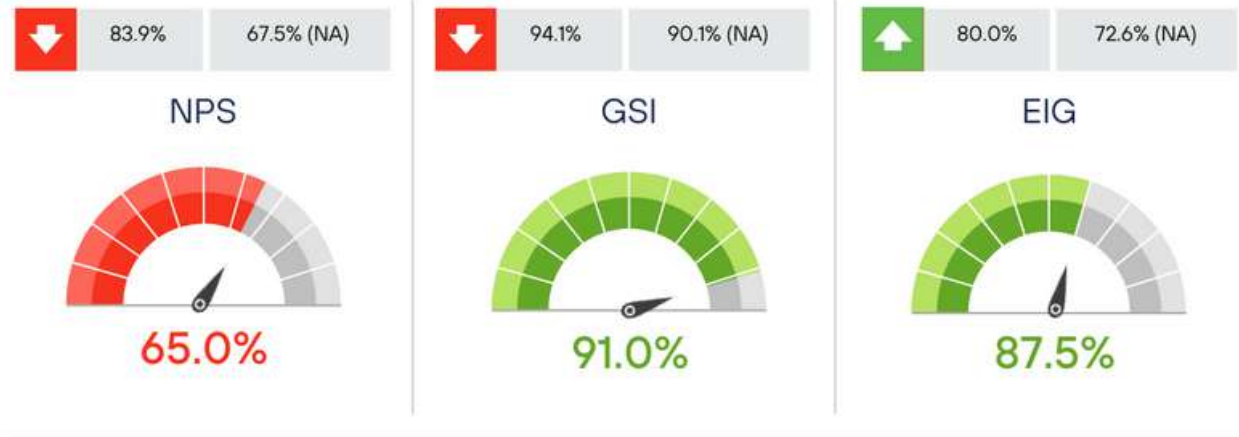 83.9% 67.5% (NA) 94.1% 90.1% (NA) 80.0% 72.6% (NA)
NPS GSI EIG
65.0% 91.0% 87.5%